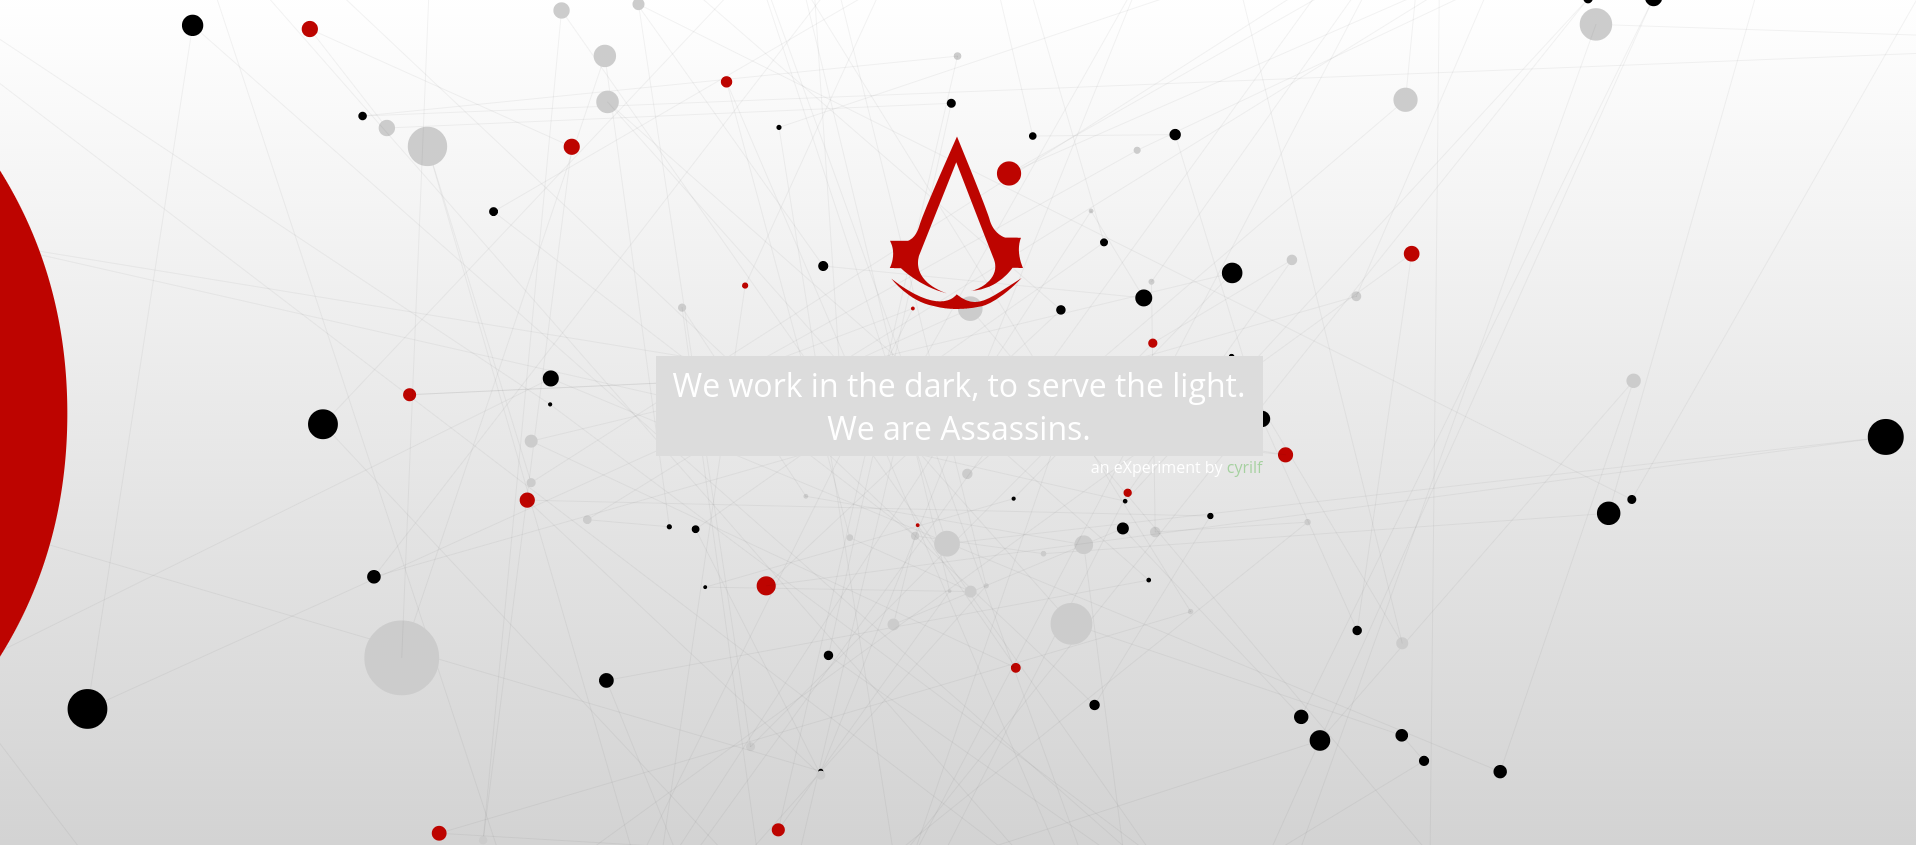 We work in the dark, to serve the light.
We are Assassins.
an eXperiment by cyrilf